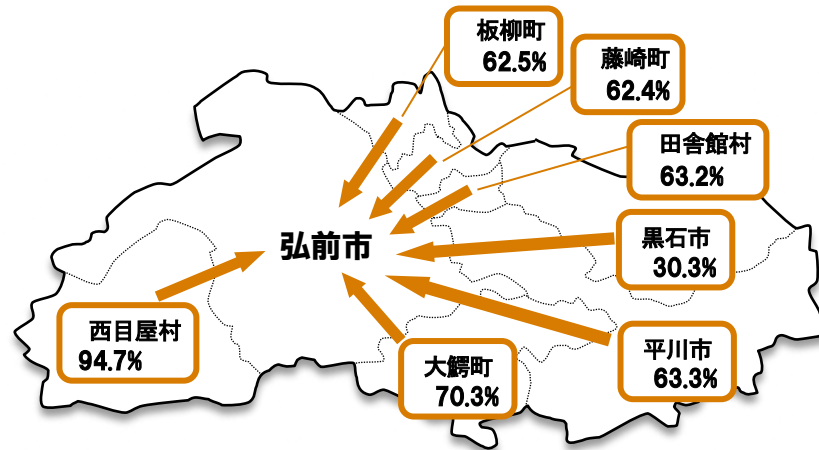 板柳町
62.5%
藤崎町
62.4%
田舎館村
63.2%
弘前市
黒石市
30.3%
西目屋村
94.7%
大鰐町
70.3%
平川市
63.3%